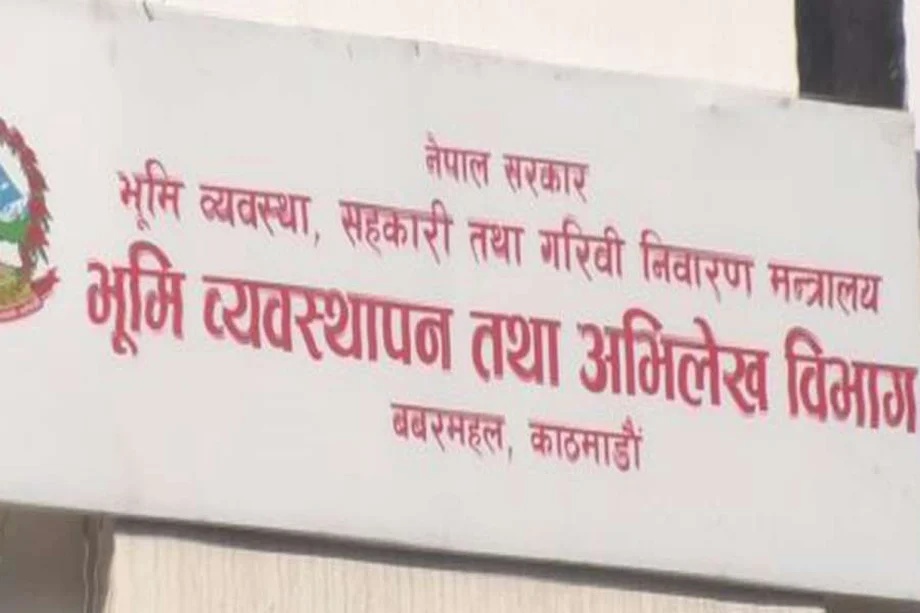 नेपाल सरकार
भूमि व्यवस्था, सहकारी तथा गरिवी निवारण मन्त्रालय
भूमि व्यवस्थापन तथा अभिलेख विभाग
बबरमहल, काठमाडौं